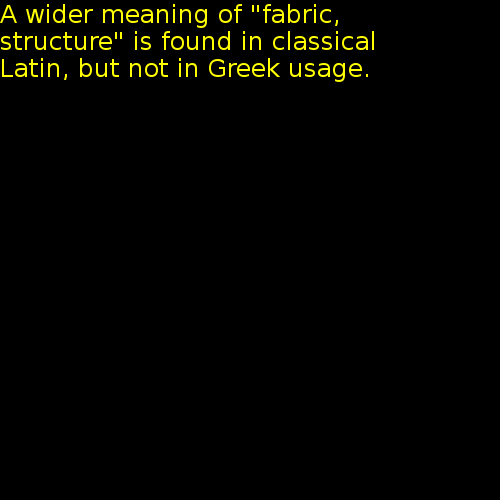 A wider meaning of "fabric,
structure" is found in classical
Latin, but not in Greek usage.